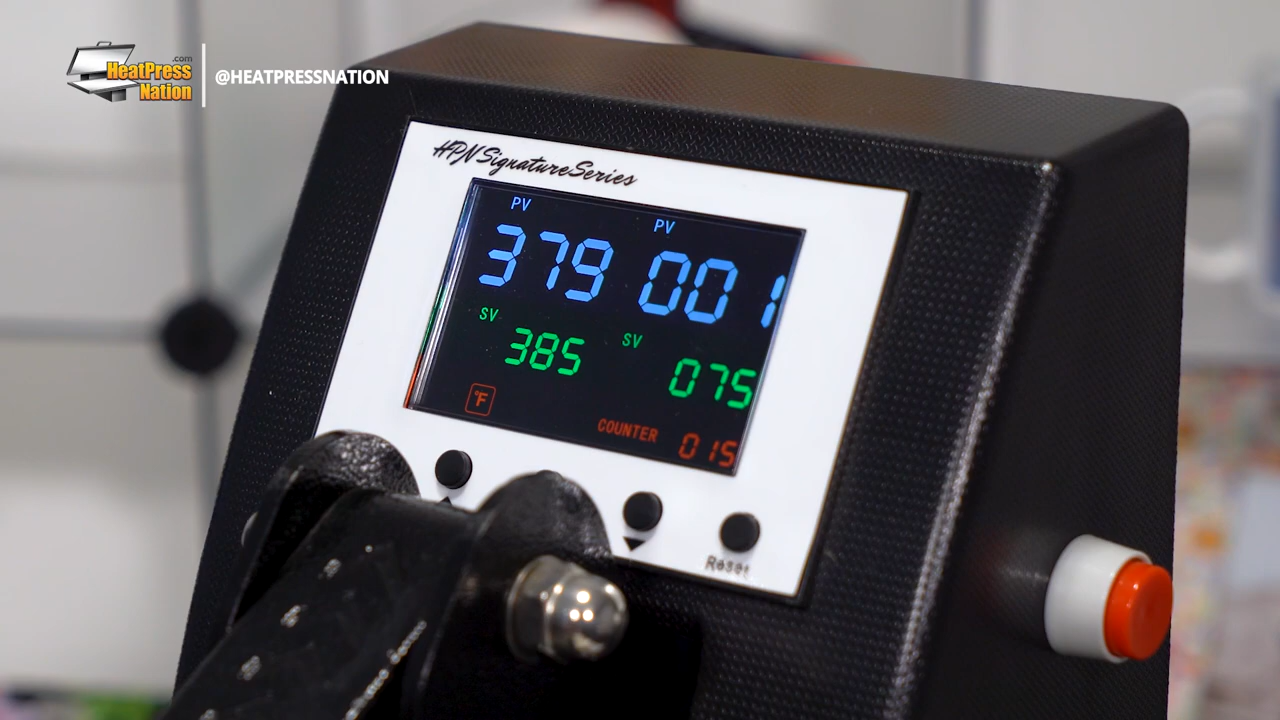 .com
HeatPress
Nation
@HEATPRESSNATION
HPN Signature Series
PV PV
379 001
SV SV
385 075
°F
COUNTER 015
Reset